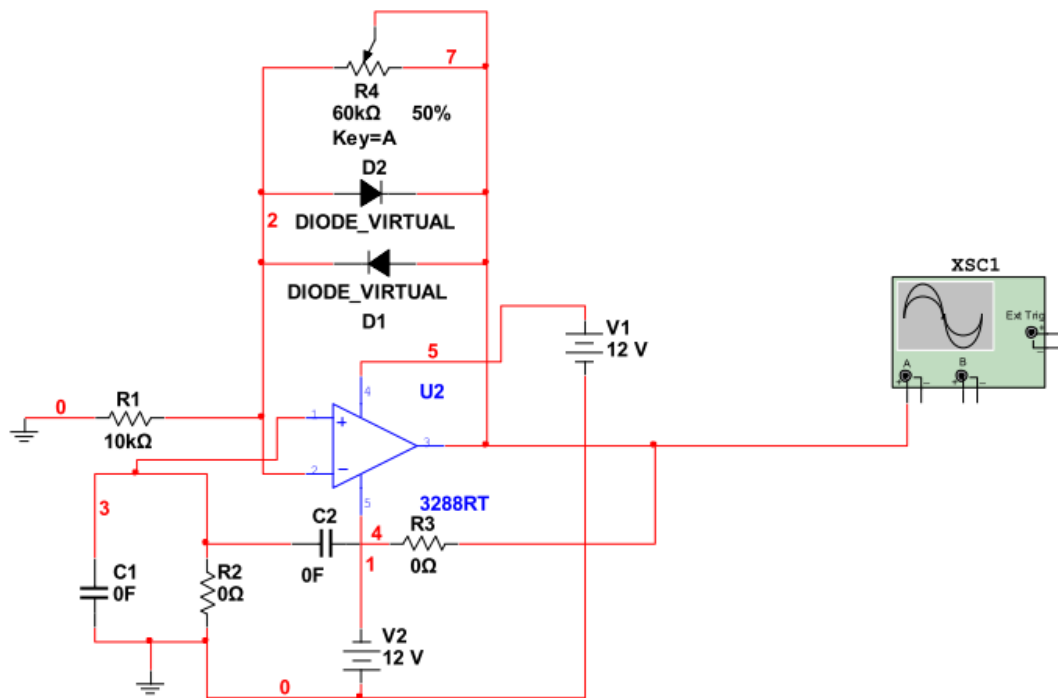 7
R4
60kΩ 50%
Key=A
D2
2
DIODE_VIRTUAL
DIODE_VIRTUAL
D1
XSC1
Ext Trig
+
–
A
B
+ –
+ –
V1
12 V
5
4
U2
0
R1
10kΩ
1
+
3
2
–
5
3288RT
3
C2
4
R3
0F
1
0Ω
C1
0F
R2
0Ω
V2
12 V
0